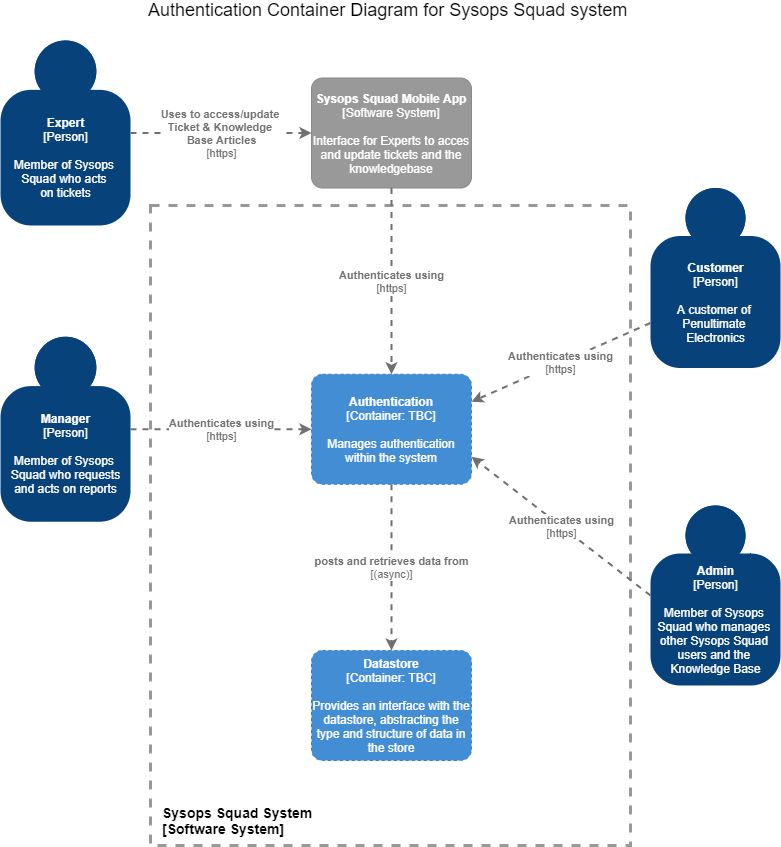 Authentication Container Diagram for Sysops Squad system
Expert
[Person]
Member of Sysops
Squad who acts
on tickets
Uses to access/update
Ticket & Knowledge
Base Articles
[https]
Sysops Squad Mobile App
[Software System]
Interface for Experts to acces
and update tickets and the
knowledgebase
Authenticates using
[https]
Customer
[Person]
A customer of
Penultimate
Electronics
Authenticates using
[https]
Manager
[Person]
Member of Sysops
Squad who requests
and acts on reports
Authenticates using
[https]
Authentication
[Container: TBC]
Manages authentication
within the system
Authenticates using
[https]
Admin
[Person]
Member of Sysops
Squad who manages
other Sysops Squad
users and the
Knowledge Base
posts and retrieves data from
[(async)]
Datastore
[Container: TBC]
Provides an interface with the
datastore, abstracting the
type and structure of data in
the store
Sysops Squad System
[Software System]